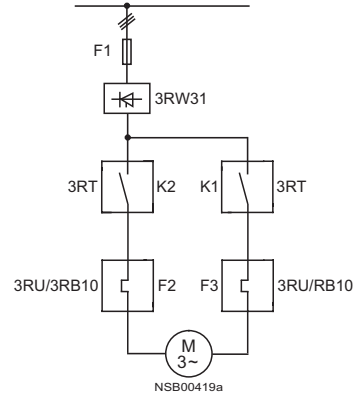 F1
3RW31
3RT K2 K1 3RT
3RU/3RB10 F2 F3 3RU/RB10
M
3~
NSB00419a